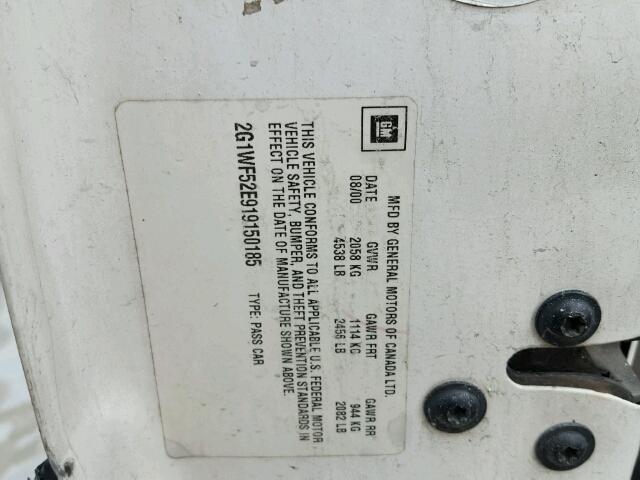 GM
MFD BY GENERAL MOTORS OF CANADA LTD.
DATE GVWR GAWR FRT GAWR RR
08/00 2058 KG 1114 KG 944 KG
4538 LB 2456 LB 2082 LB
THIS VEHICLE CONFORMS TO ALL APPLICABLE U.S. FEDERAL MOTOR
VEHICLE SAFETY, BUMPER, AND THEFT PREVENTION STANDARDS IN
EFFECT ON THE DATE OF MANUFACTURE SHOWN ABOVE.
2G1WF52E919150185 TYPE: PASS CAR